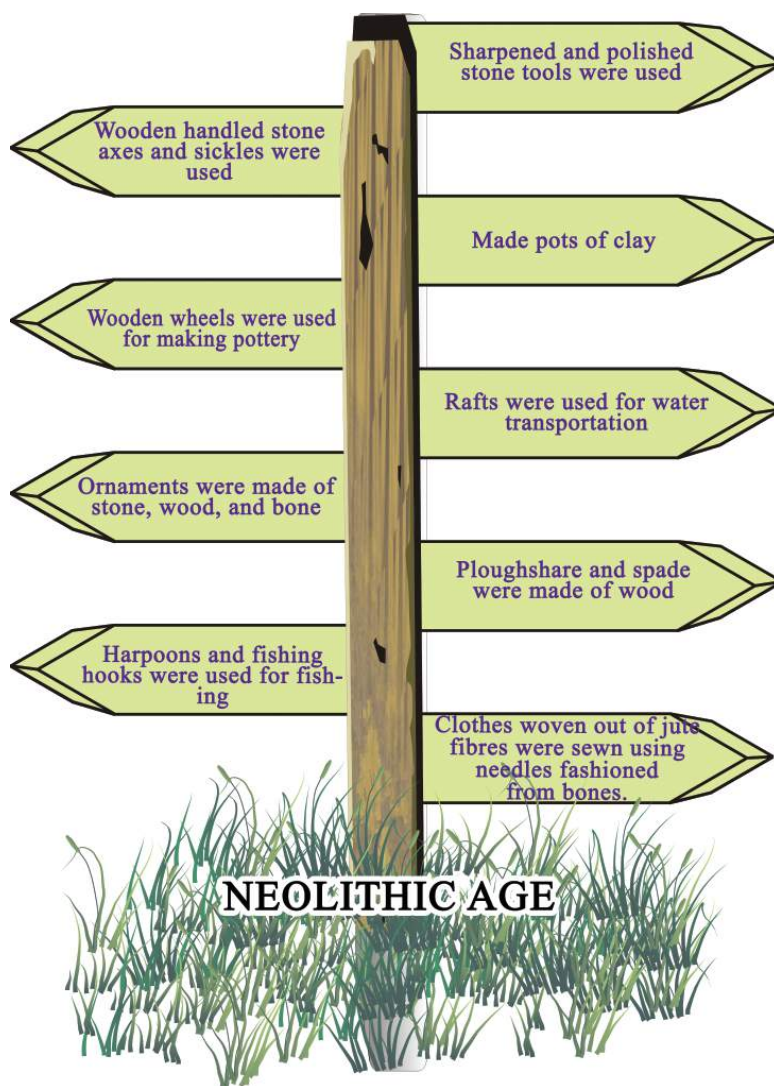 Sharpened and polished
stone tools were used
Wooden handled stone
axes and sickles were
used
Made pots of clay
Wooden wheels were used
for making pottery
Rafts were used for water
transportation
Ornaments were made of
stone, wood, and bone
Ploughshare and spade
were made of wood
Harpoons and fishing
hooks were used for fish-
ing
Clothes woven out of jute
fibres were sewn using
needles fashioned
from bones.
NEOLITHIC AGE